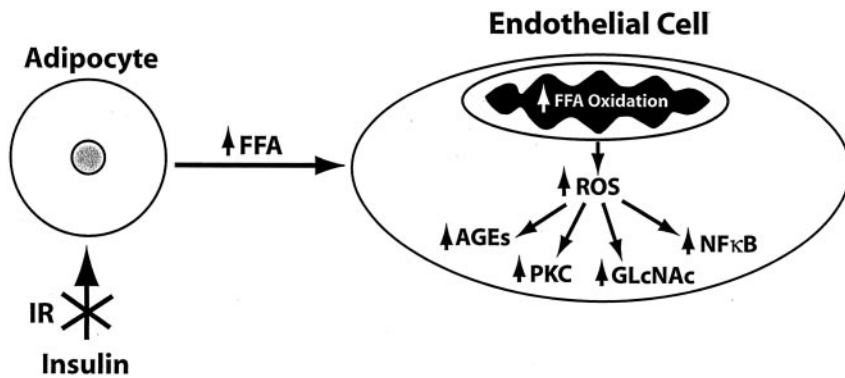 Endothelial Cell
Adipocyte
FFA Oxidation
FFA
ROS
AGEs
NFκB
PKC
GLcNAc
IR
Insulin